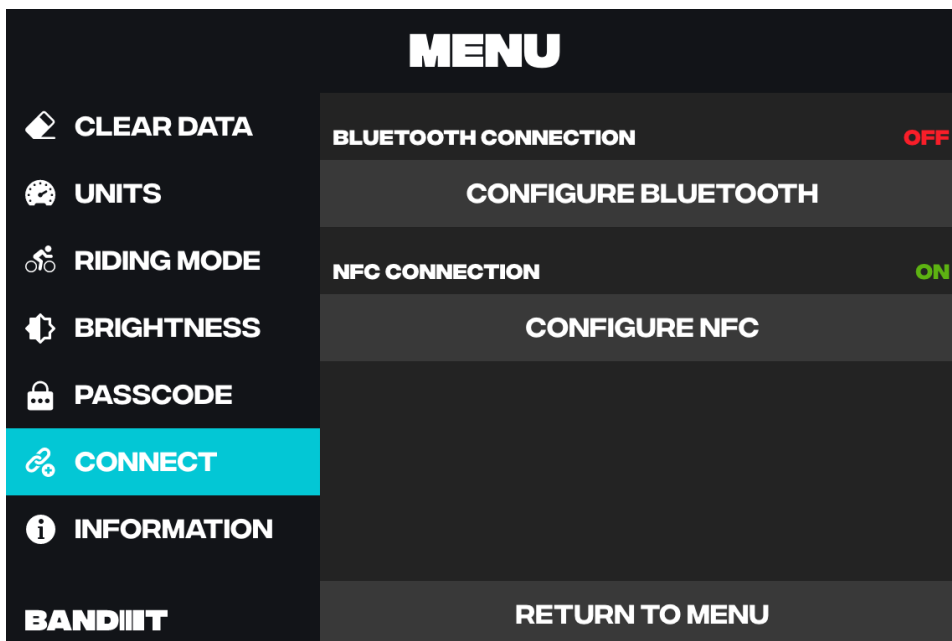 MENU
CLEAR DATA
UNITS
RIDING MODE
BRIGHTNESS
PASSCODE
CONNECT
INFORMATION
BANDIIIT
BLUETOOTH CONNECTION OFF
CONFIGURE BLUETOOTH
NFC CONNECTION ON
CONFIGURE NFC
RETURN TO MENU